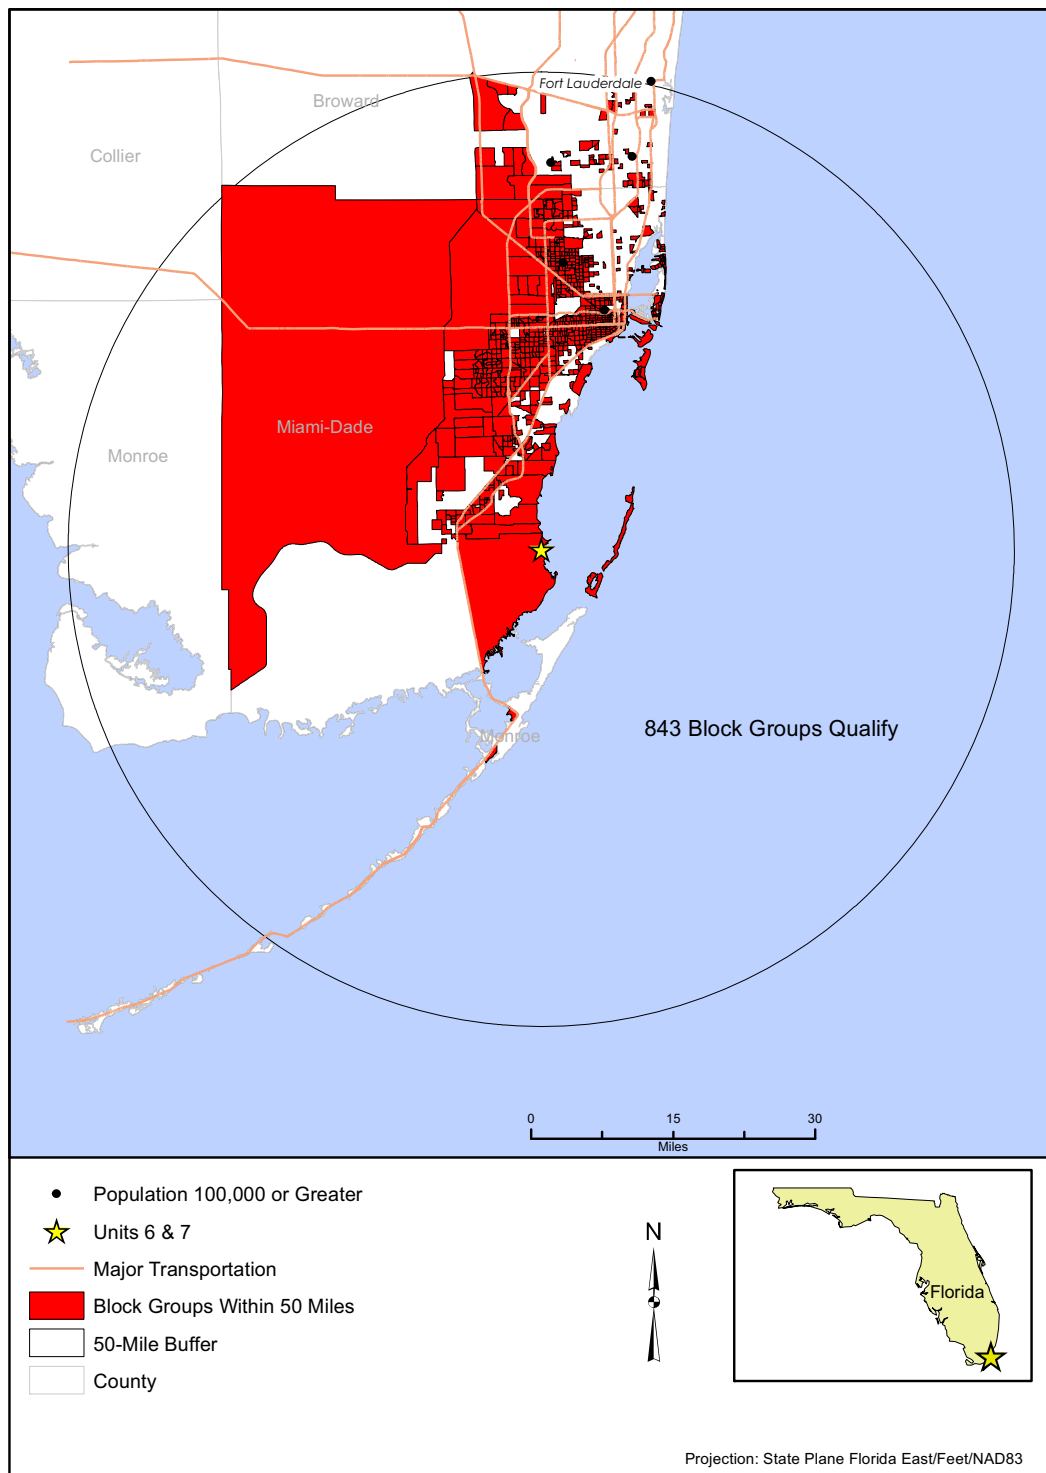 Fort Lauderdale
Broward
Collier
Miami-Dade
Monroe
843 Block Groups Qualify
Monroe
0 15 30
Miles
Population 100,000 or Greater
Units 6 & 7
Major Transportation
Block Groups Within 50 Miles
50-Mile Buffer
County
N
Florida
Projection: State Plane Florida East/Feet/NAD83